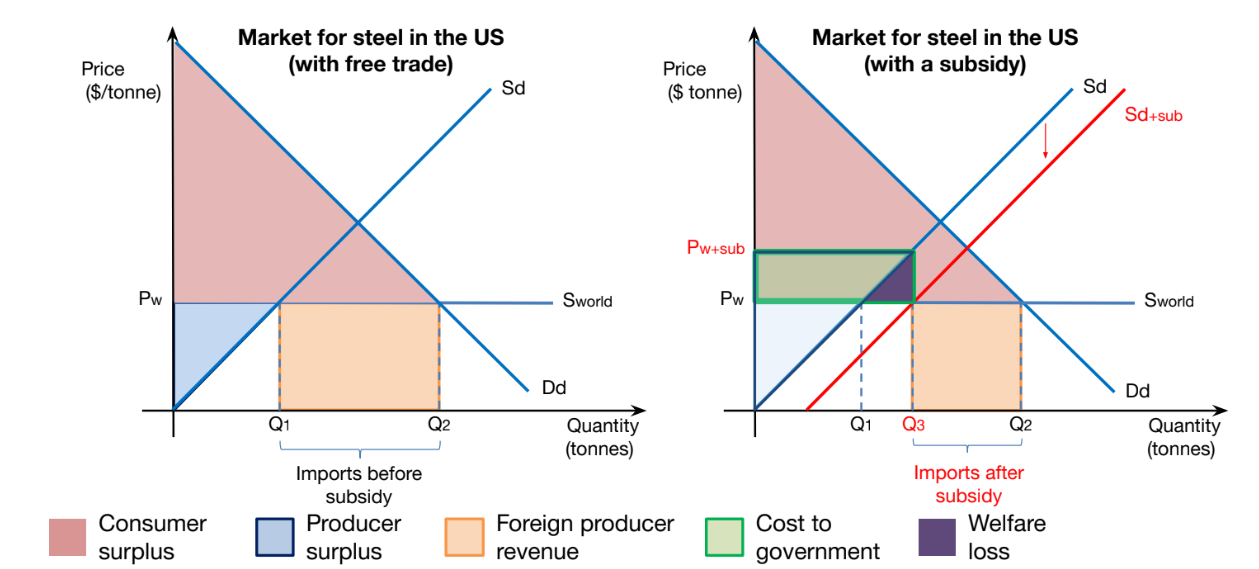 Market for steel in the US
(with free trade)
Price
($/tonne)
Sd
Pw
Sworld
Dd
Q1
Q2
Quantity
(tonnes)
Imports before
subsidy
Market for steel in the US
(with a subsidy)
Price
($ tonne)
Sd
Sd+sub
Pw+sub
Pw
Sworld
Dd
Q1
Q3
Q2
Quantity
(tonnes)
Imports after
subsidy
Consumer
surplus
Producer
surplus
Foreign producer
revenue
Cost to
government
Welfare
loss